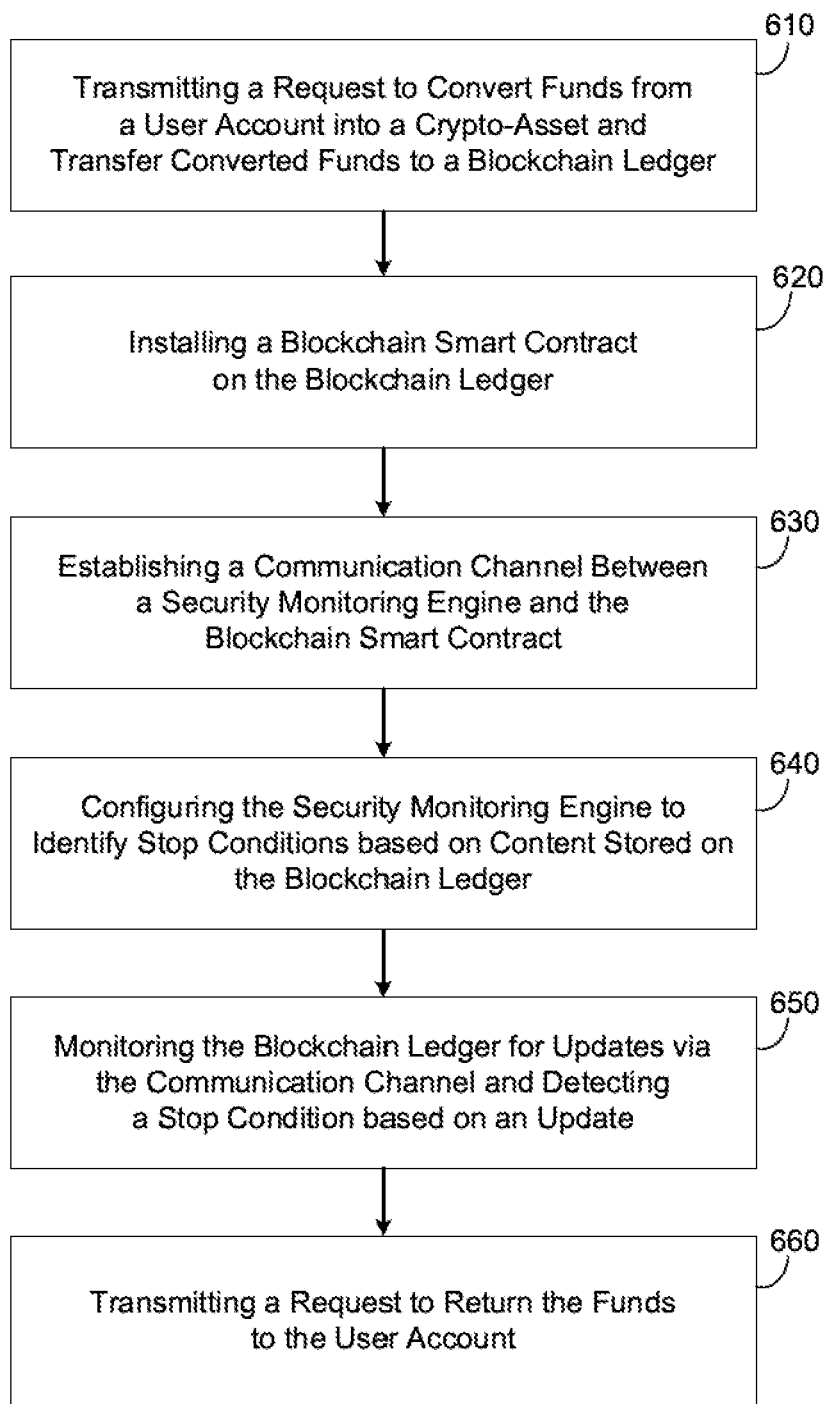 610
Transmitting a Request to Convert Funds from
a User Account into a Crypto-Asset and
Transfer Converted Funds to a Blockchain Ledger
620
Installing a Blockchain Smart Contract
on the Blockchain Ledger
630
Establishing a Communication Channel Between
a Security Monitoring Engine and the
Blockchain Smart Contract
640
Configuring the Security Monitoring Engine to
Identify Stop Conditions based on Content Stored on
the Blockchain Ledger
650
Monitoring the Blockchain Ledger for Updates via
the Communication Channel and Detecting
a Stop Condition based on an Update
660
Transmitting a Request to Return the Funds
to the User Account